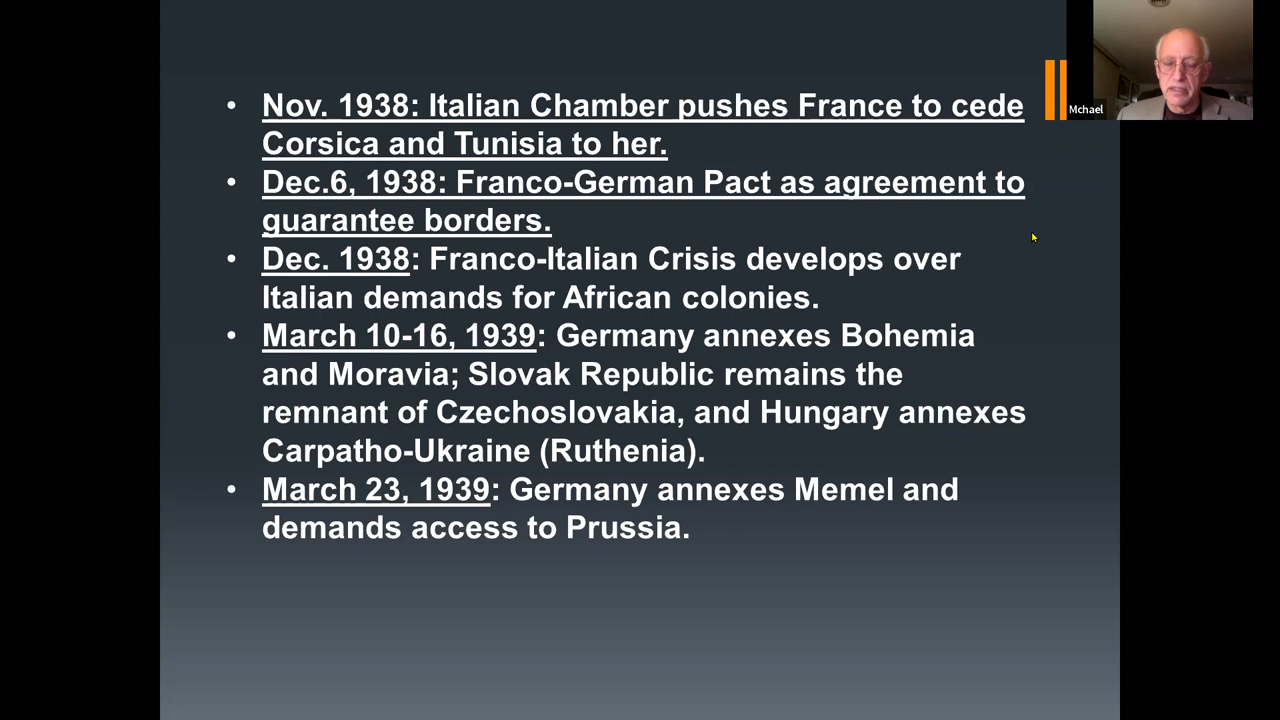 • Nov. 1938: Italian Chamber pushes France to cede
Corsica and Tunisia to her.
• Dec.6, 1938: Franco-German Pact as agreement to
guarantee borders.
• Dec. 1938: Franco-Italian Crisis develops over
Italian demands for African colonies.
• March 10-16, 1939: Germany annexes Bohemia
and Moravia; Slovak Republic remains the
remnant of Czechoslovakia, and Hungary annexes
Carpatho-Ukraine (Ruthenia).
• March 23, 1939: Germany annexes Memel and
demands access to Prussia.
Mchael